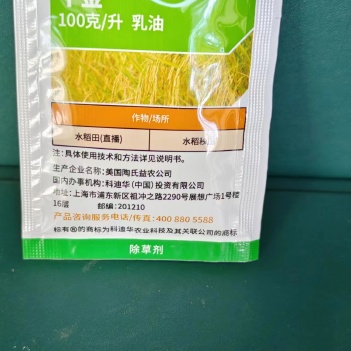 100克/升 乳油
作物/场所
水稻田(直播)
水稻秧
注:具体使用技术和方法详见说明书。
生产企业名称:美国陶氏益农公司
国内办事机构:科迪华(中国)投资有限公司
地址:上海市浦东新区祖冲之路2290号展想广场1号楼
16层 邮编:201210
产品咨询服务电话/传真:400 880 5588
标有®的商标为科迪华农业科技及其关联公司的商标
除草剂